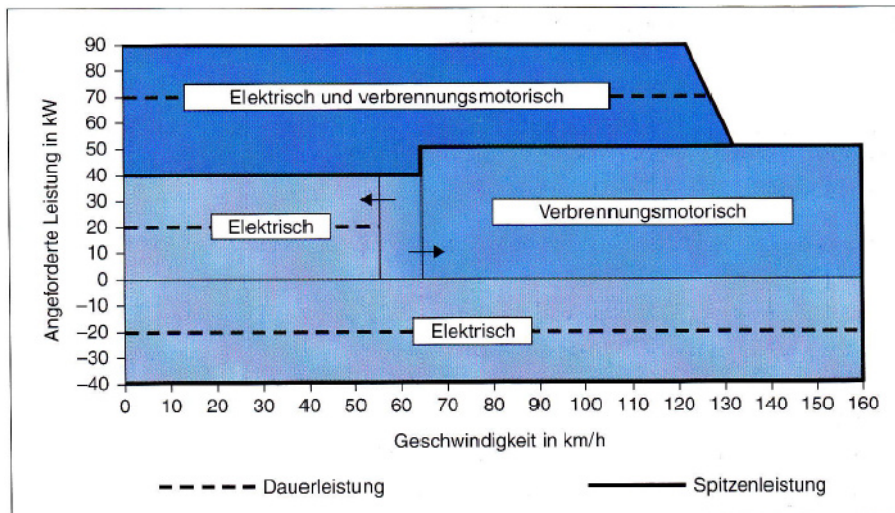 Angeforderte Leistung in kW
90
80
70
60
50
40
30
20
10
0
–10
–20
–30
–40
Elektrisch und verbrennungsmotorisch
Elektrisch
Verbrennungsmotorisch
Elektrisch
0 10 20 30 40 50 60 70 80 90 100 110 120 130 140 150 160
Geschwindigkeit in km/h
Dauerleistung Spitzenleistung